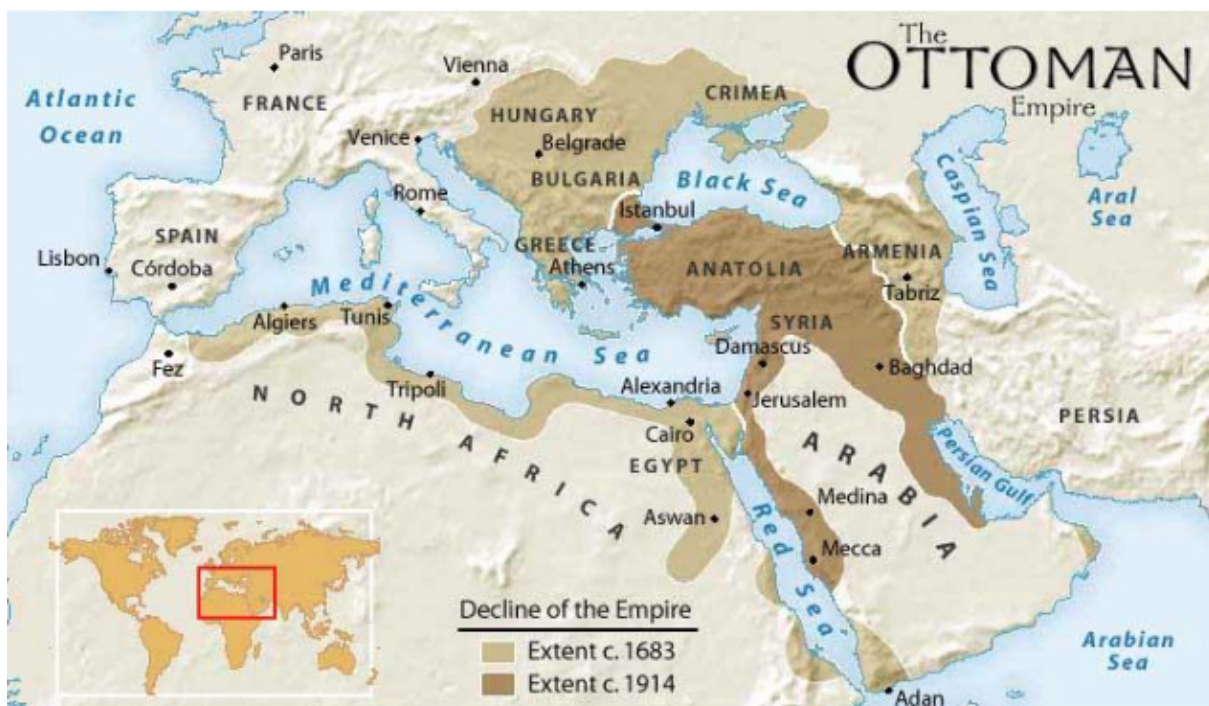 The
OTTOMAN
Empire
Paris
Vienna
Atlantic
Ocean
FRANCE
CRIMEA
HUNGARY
Venice
Belgrade
Caspian Sea
Aral
Sea
Black Sea
BULGARIA
Rome
Istanbul
SPAIN
GREECE
ARMENIA
Lisbon
Córdoba
Athens
ANATOLIA
Tabriz
Mediterranean Sea
Algiers
Tunis
SYRIA
Damascus
Fez
Tripoli
Alexandria
Baghdad
Jerusalem
NORTH AFRICA
PERSIA
Cairo
ARABIA
Persian Gulf
EGYPT
Medina
Aswan
Red Sea
Mecca
Decline of the Empire
Extent c. 1683
Extent c. 1914
Arabian
Sea
Adan